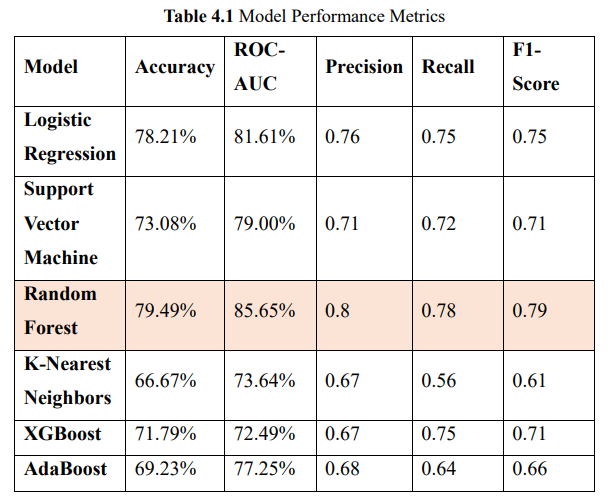 Table 4.1 Model Performance Metrics
Model Accuracy ROC-AUC Precision Recall F1-Score
Logistic Regression 78.21% 81.61% 0.76 0.75 0.75
Support Vector Machine 73.08% 79.00% 0.71 0.72 0.71
Random Forest 79.49% 85.65% 0.8 0.78 0.79
K-Nearest Neighbors 66.67% 73.64% 0.67 0.56 0.61
XGBoost 71.79% 72.49% 0.67 0.75 0.71
AdaBoost 69.23% 77.25% 0.68 0.64 0.66